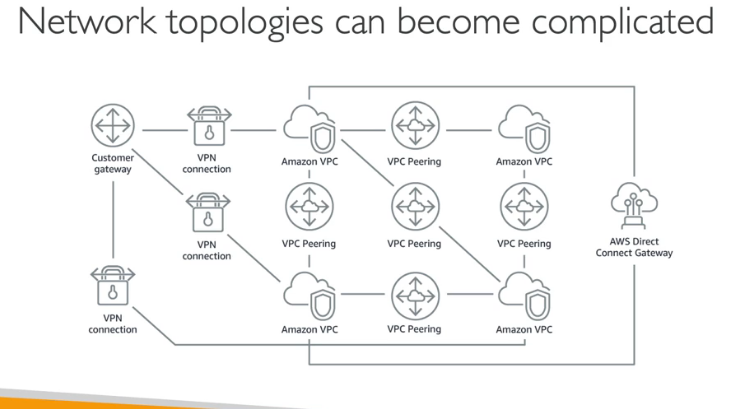 Network topologies can become complicated
Customer
gateway
VPN
connection
Amazon VPC
VPC Peering
Amazon VPC
VPN
connection
VPC Peering
VPC Peering
VPC Peering
AWS Direct
Connect Gateway
VPN
connection
Amazon VPC
VPC Peering
Amazon VPC